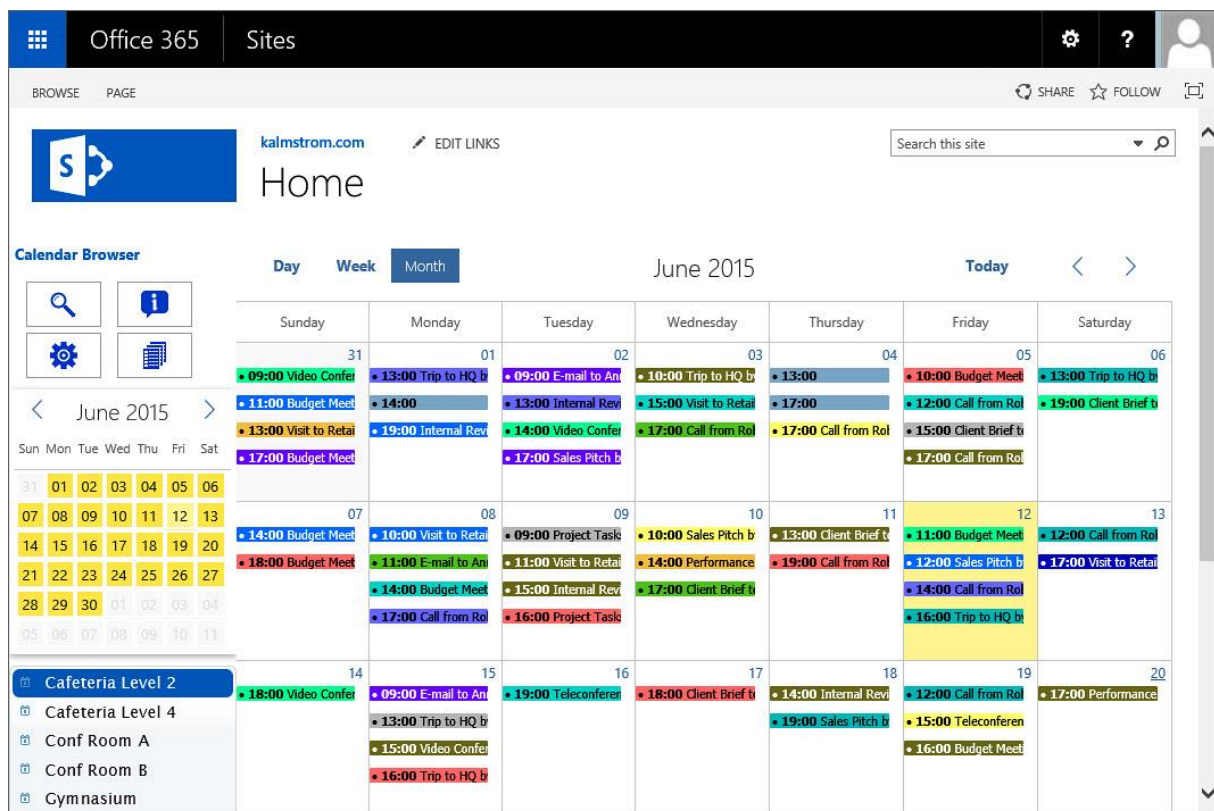 Office 365 Sites ?
BROWSE PAGE SHARE FOLLOW
S
kalmstrom.com EDIT LINKS Search this site
Home
Calendar Browser
Day Week Month June 2015 Today
Sunday Monday Tuesday Wednesday Thursday Friday Saturday
31 01 02 03 04 05 06
09:00 Video Confer 13:00 Trip to HQ by 09:00 E-mail to Ann 10:00 Trip to HQ by 13:00 10:00 Budget Meet 13:00 Trip to HQ by
11:00 Budget Meet 14:00 13:00 Internal Revi 15:00 Visit to Retail 17:00 12:00 Call from Rol 19:00 Client Brief to
13:00 Visit to Retai 19:00 Internal Revi 14:00 Video Confer 17:00 Call from Rol 17:00 Call from Rol 15:00 Client Brief to
17:00 Budget Meet 17:00 Sales Pitch b 17:00 Call from Rol
June 2015
Sun Mon Tue Wed Thu Fri Sat
31 01 02 03 04 05 06
07 08 09 10 11 12 13
14 15 16 17 18 19 20
21 22 23 24 25 26 27
28 29 30 01 02 03 04
05 06 07 08 09 10 11
07 08 09 10 11 12 13
14:00 Budget Meet 10:00 Visit to Retai 09:00 Project Task 10:00 Sales Pitch b 13:00 Client Brief to 11:00 Budget Meet 12:00 Call from Rol
18:00 Budget Meet 11:00 E-mail to Ann 11:00 Visit to Retai 14:00 Performance 19:00 Call from Rol 12:00 Sales Pitch b 17:00 Visit to Retai
14:00 Budget Meet 15:00 Internal Revi 17:00 Client Brief to 14:00 Call from Rol
17:00 Call from Rol 16:00 Project Task 16:00 Trip to HQ by
14 15 16 17 18 19 20
18:00 Video Confer 09:00 E-mail to Ann 19:00 Teleconferen 18:00 Client Brief to 14:00 Internal Revi 12:00 Call from Rol 17:00 Performance
13:00 Trip to HQ by 19:00 Sales Pitch b 15:00 Teleconferen
15:00 Video Confer 16:00 Budget Meeti
16:00 Trip to HQ by
Cafeteria Level 2
Cafeteria Level 4
Conf Room A
Conf Room B
Gymnasium